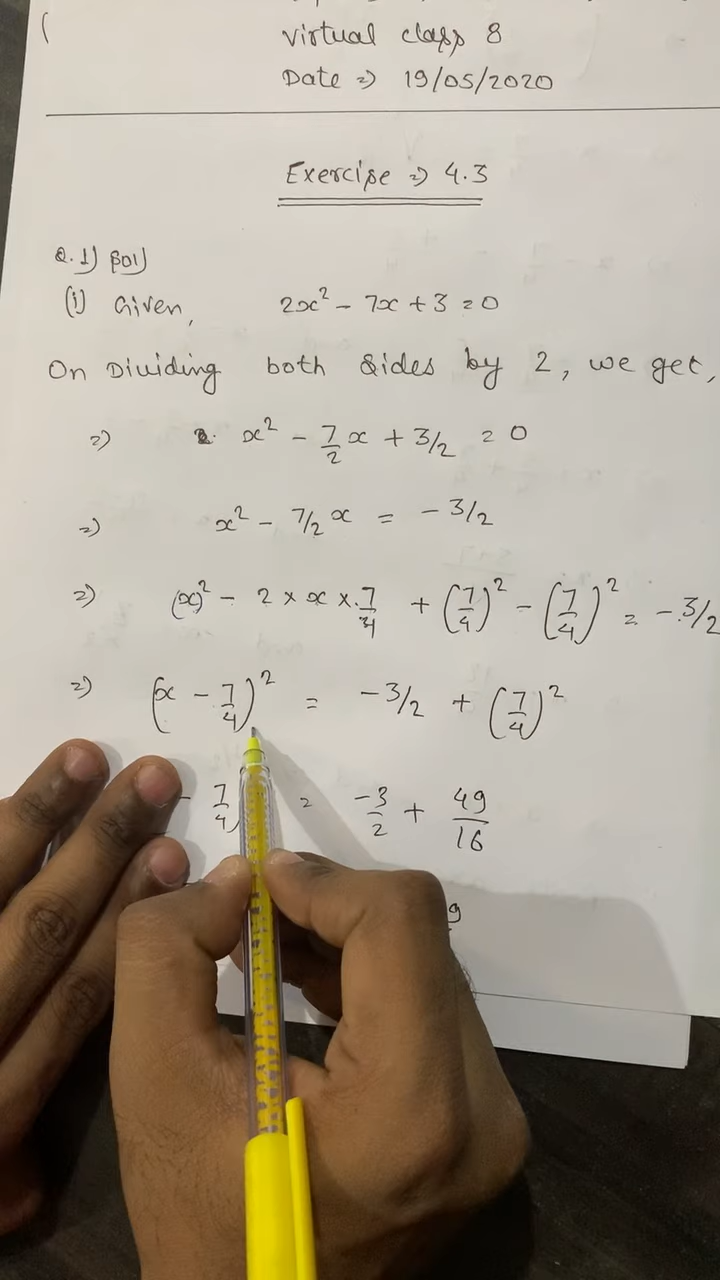 Virtual class 8
Date => 19/05/2020
Exercise => 4.3
Q.1) sol)
(i) Given, 2x² - 7x + 3 = 0
On Dividing both sides by 2, we get,
=> x² - 7/2 x + 3/2 = 0
=> x² - 7/2 x = - 3/2
=> (x)² - 2 × x × 7/4 + (7/4)² - (7/4)² = - 3/2
=> (x - 7/4)² = - 3/2 + (7/4)²
- 7/4) = -3/2 + 49/16
9